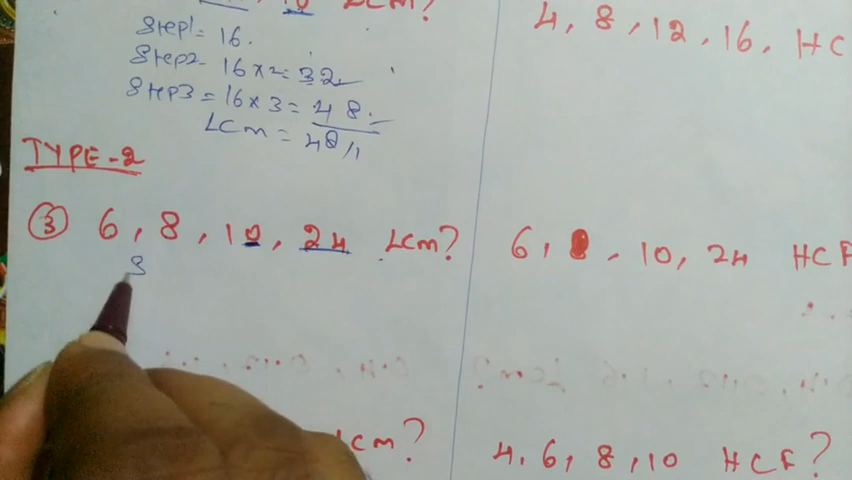 LCM?
Step1 = 16.
Step2 - 16×2 = 32
Step3 = 16×3 = 48
LCM = 48//
TYPE-2
③ 6, 8, 10, 24 LCM?
S
LCM?
4, 8, 12, 16, HC
6, 8, 10, 24 HCF
4, 6, 8, 10 HCF?